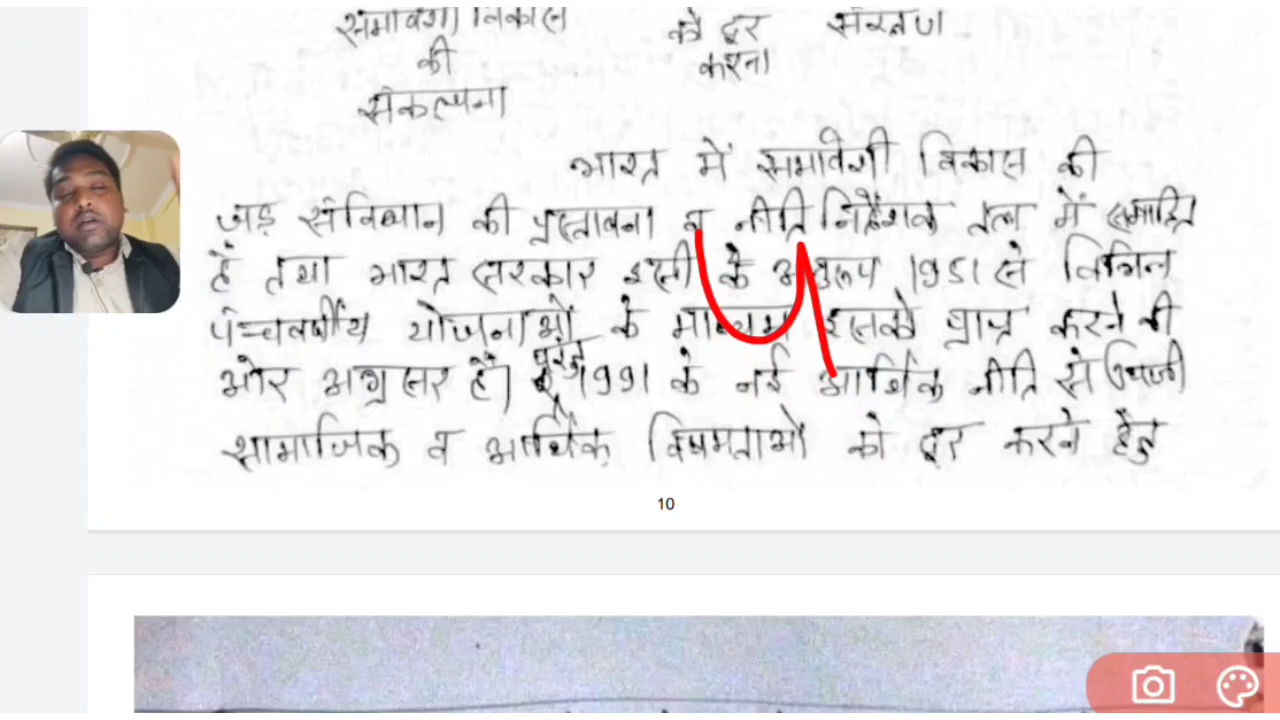 समावेशी विकास को दूर संरक्षण
की करना
संकल्पना
भारत में समावेशी विकास की
जड़ संविधान की प्रस्तावना व नीति निर्देशक तत्व में समाहित
हैं तथा भारत सरकार इसी के अनुरूप 1951 से विभिन्न
पंचवर्षीय योजनाओं के माध्यम इसको प्राप्त करने की
ओर अग्रसर है। परंतु 1991 के नई आर्थिक नीति से उपजी
सामाजिक व आर्थिक विषमताओं को दूर करने हेतु
10